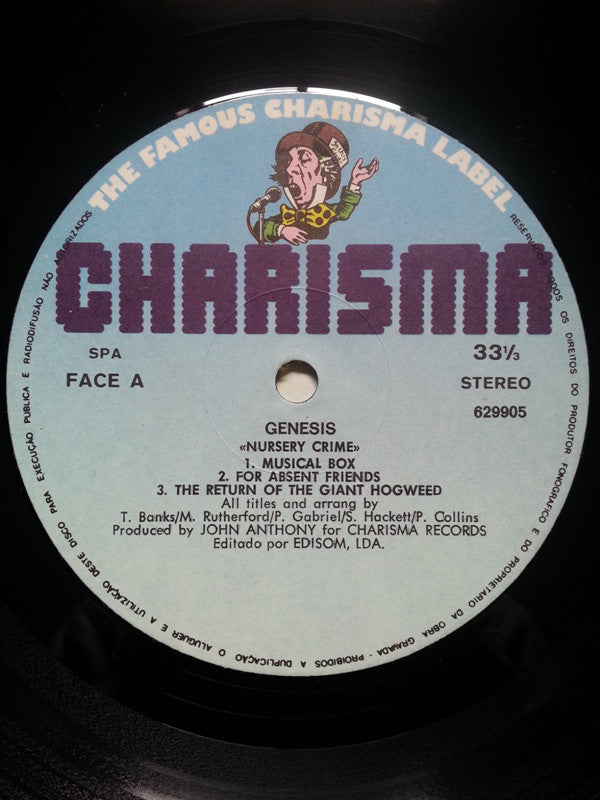 THE FAMOUS CHARISMA LABEL
CHARISMA
SPA
33⅓
FACE A
STEREO
629905
GENESIS
«NURSERY CRIME»
1. MUSICAL BOX
2. FOR ABSENT FRIENDS
3. THE RETURN OF THE GIANT HOGWEED
All titles and arrang by
T. Banks/M. Rutherford/P. Gabriel/S. Hackett/P. Collins
Produced by JOHN ANTHONY for CHARISMA RECORDS
Editado por EDISOM, LDA.
RESERVADOS TODOS OS DIREITOS DO PRODUTOR FONOGRÁFICO E DO PROPRIETÁRIO DA OBRA GRAVADA - PROIBIDOS A DUPLICAÇÃO O ALUGUER E A UTILIZAÇÃO DESTE DISCO PARA EXECUÇÃO PÚBLICA E RADIODIFUSÃO NÃO AUTORIZADOS